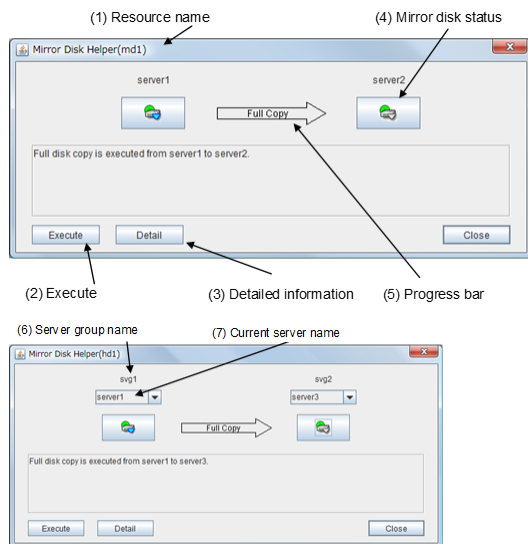 (1) Resource name
(4) Mirror disk status
Mirror Disk Helper(md1)
server1
server2
Full Copy
Full disk copy is executed from server1 to server2.
Execute
Detail
Close
(2) Execute
(3) Detailed information
(5) Progress bar
(6) Server group name
(7) Current server name
Mirror Disk Helper(hd1)
svg1
svg2
server1
server3
Full Copy
Full disk copy is executed from server1 to server3.
Execute
Detail
Close